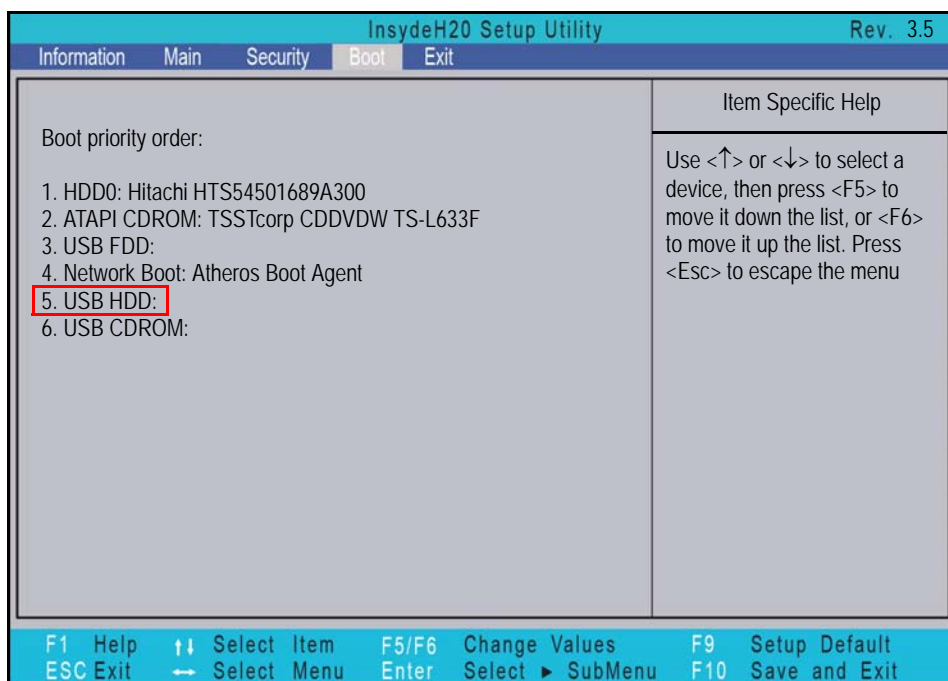 InsydeH20 Setup Utility Rev. 3.5
Information Main Security Boot Exit
Boot priority order:
1. HDD0: Hitachi HTS54501689A300
2. ATAPI CDROM: TSSTcorp CDDVDW TS-L633F
3. USB FDD:
4. Network Boot: Atheros Boot Agent
5. USB HDD:
6. USB CDROM:
Item Specific Help
Use <↑> or <↓> to select a
device, then press <F5> to
move it down the list, or <F6>
to move it up the list. Press
<Esc> to escape the menu
F1 Help ↑↓ Select Item F5/F6 Change Values F9 Setup Default
ESC Exit ↔ Select Menu Enter Select ► SubMenu F10 Save and Exit